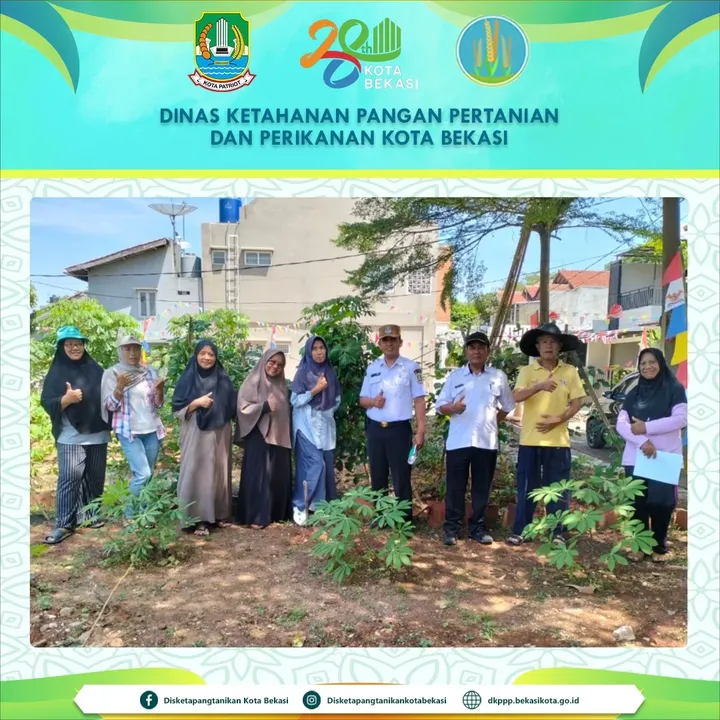 KOTA PATRIOT
28th
KOTA
BEKASI
DINAS KETAHANAN PANGAN PERTANIAN
DAN PERIKANAN KOTA BEKASI
Disketapangtanikan Kota Bekasi
Disketapangtanikankotabekasi
dkppp.bekasikota.go.id